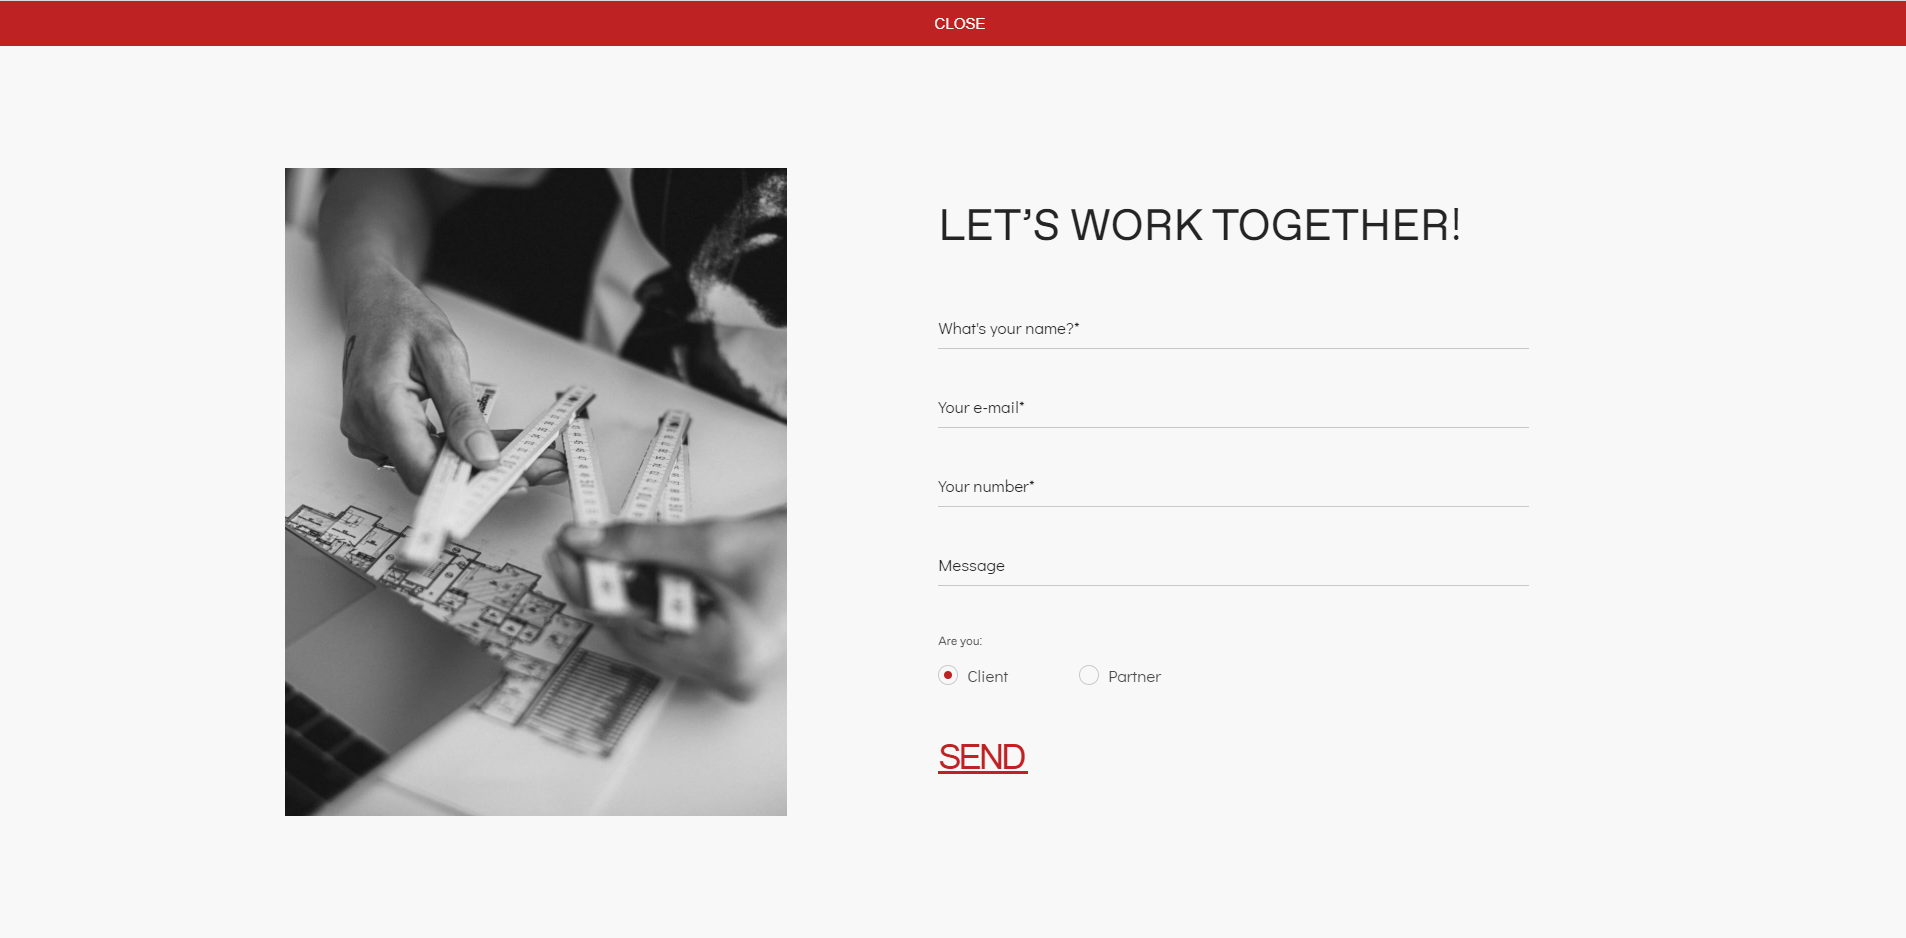 CLOSE
LET’S WORK TOGETHER!
What's your name?*
Your e-mail*
Your number*
Message
Are you:
Client
Partner
SEND